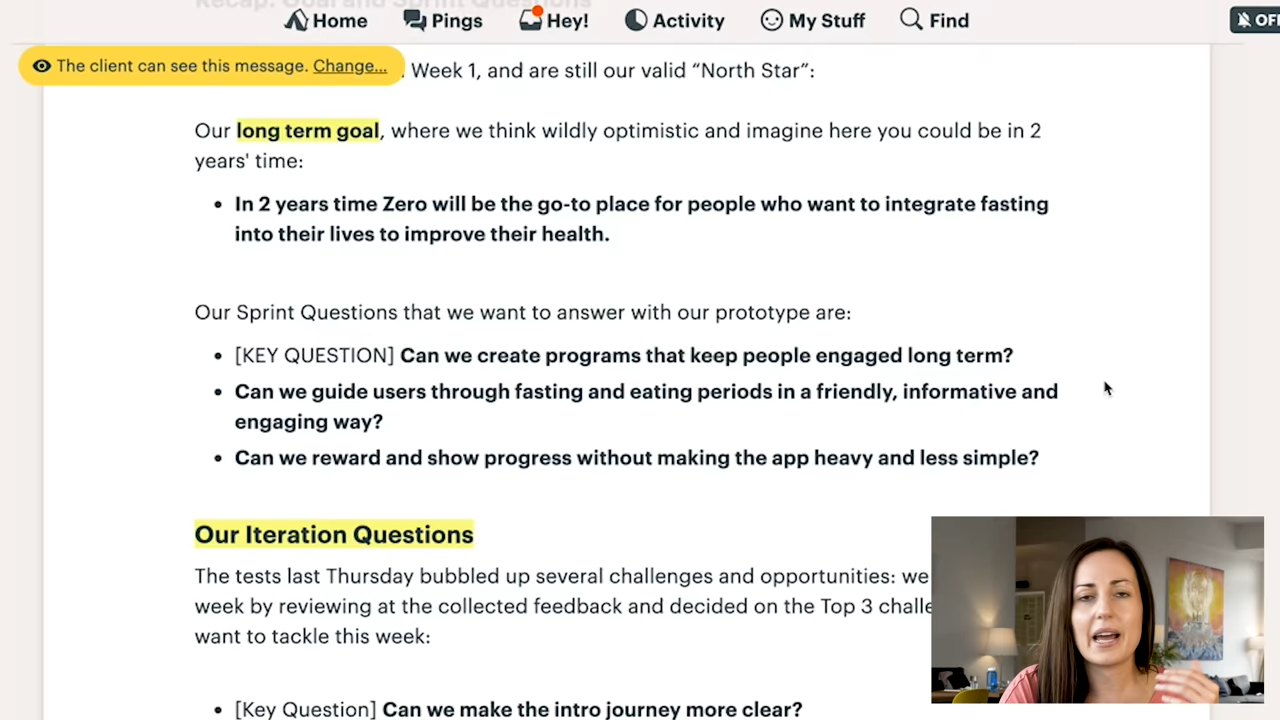 Recap: Goal and Sprint Questions
Home Pings Hey! Activity My Stuff Find OFF
The client can see this message. Change...
. Week 1, and are still our valid “North Star”:
Our long term goal, where we think wildly optimistic and imagine here you could be in 2
years' time:
• In 2 years time Zero will be the go-to place for people who want to integrate fasting
into their lives to improve their health.
Our Sprint Questions that we want to answer with our prototype are:
• [KEY QUESTION] Can we create programs that keep people engaged long term?
• Can we guide users through fasting and eating periods in a friendly, informative and
engaging way?
• Can we reward and show progress without making the app heavy and less simple?
Our Iteration Questions
The tests last Thursday bubbled up several challenges and opportunities: we
week by reviewing at the collected feedback and decided on the Top 3 challe
want to tackle this week:
• [Key Question] Can we make the intro journey more clear?